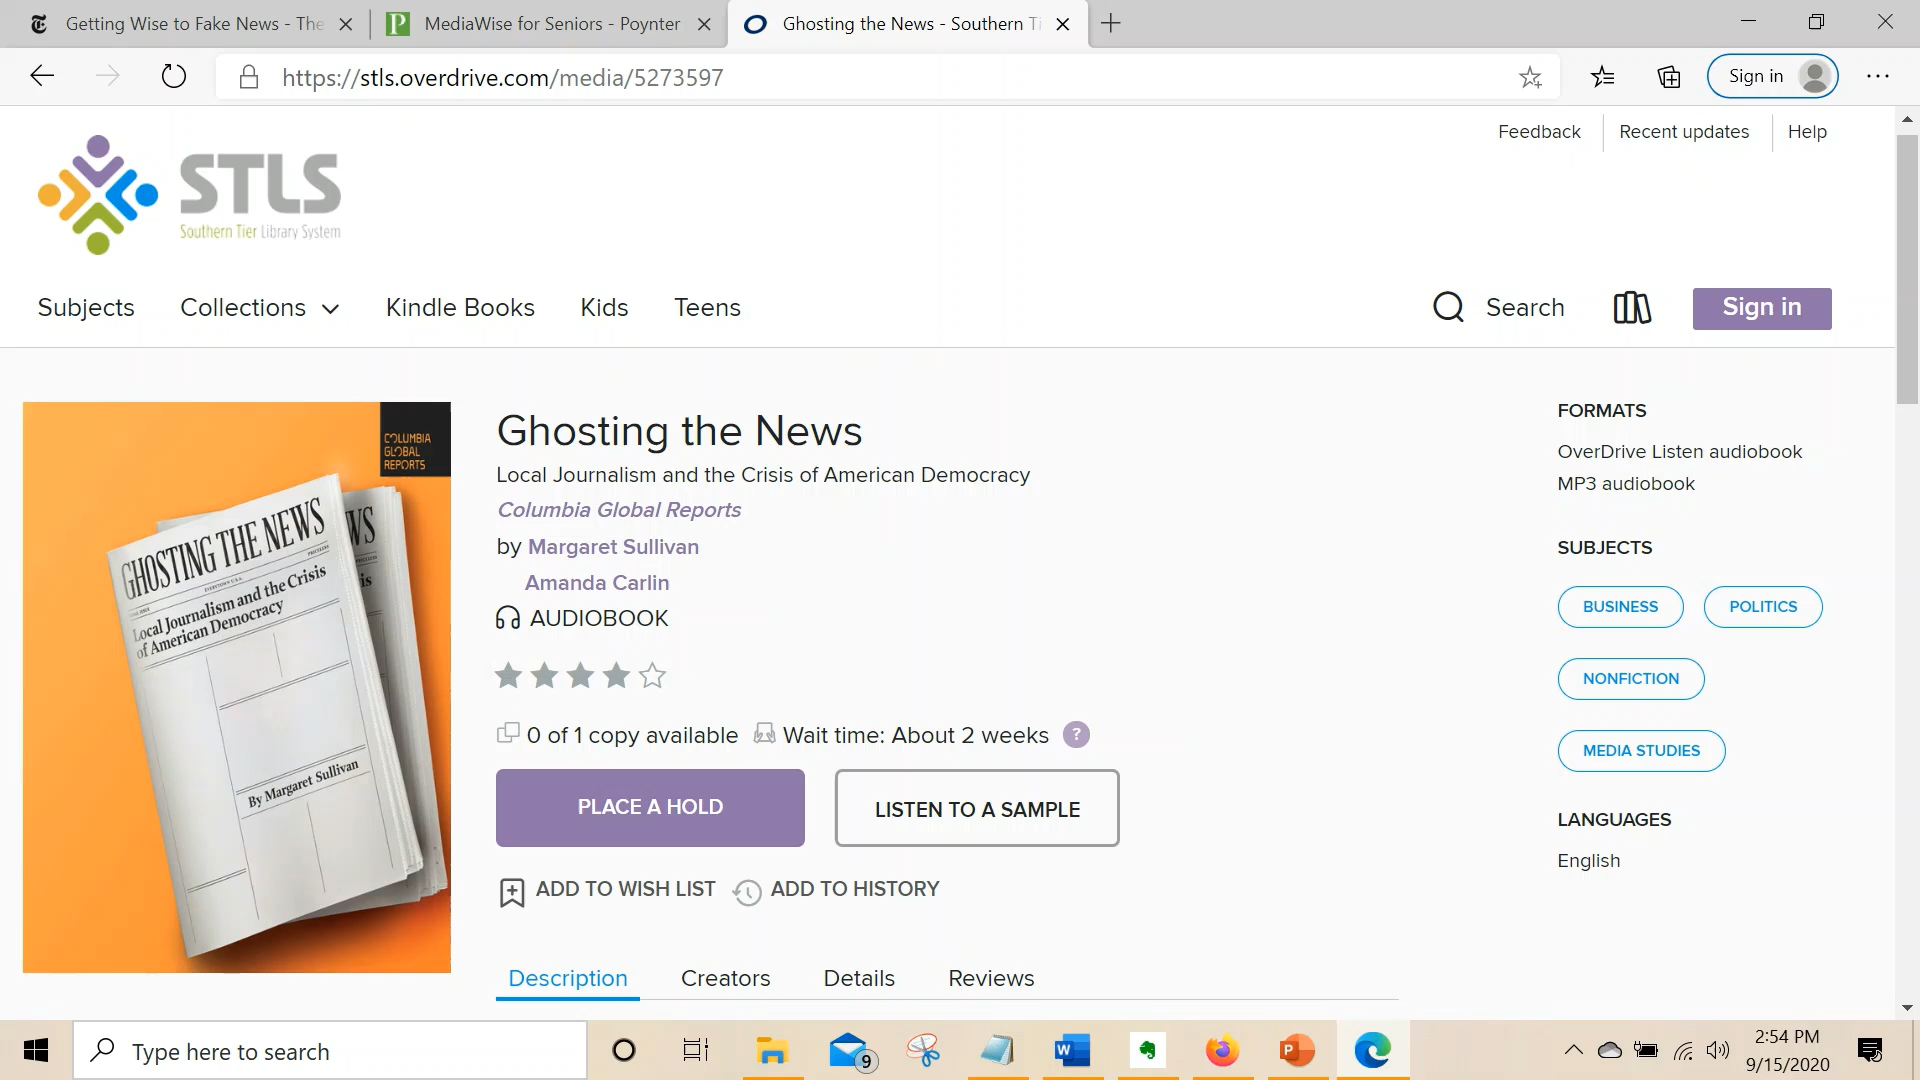 Getting Wise to Fake News - The
MediaWise for Seniors - Poynter
Ghosting the News - Southern Ti
https://stls.overdrive.com/media/5273597
Sign in
Feedback
Recent updates
Help
STLS
Southern Tier Library System
Subjects
Collections
Kindle Books
Kids
Teens
Search
Sign in
COLUMBIA
GLOBAL
REPORTS
GHOSTING THE NEWS
Local Journalism and the Crisis
of American Democracy
By Margaret Sullivan
Ghosting the News
Local Journalism and the Crisis of American Democracy
Columbia Global Reports
by Margaret Sullivan
Amanda Carlin
AUDIOBOOK
0 of 1 copy available
Wait time: About 2 weeks
?
PLACE A HOLD
LISTEN TO A SAMPLE
ADD TO WISH LIST
ADD TO HISTORY
Description
Creators
Details
Reviews
FORMATS
OverDrive Listen audiobook
MP3 audiobook
SUBJECTS
BUSINESS
POLITICS
NONFICTION
MEDIA STUDIES
LANGUAGES
English
Type here to search
9
2:54 PM
9/15/2020